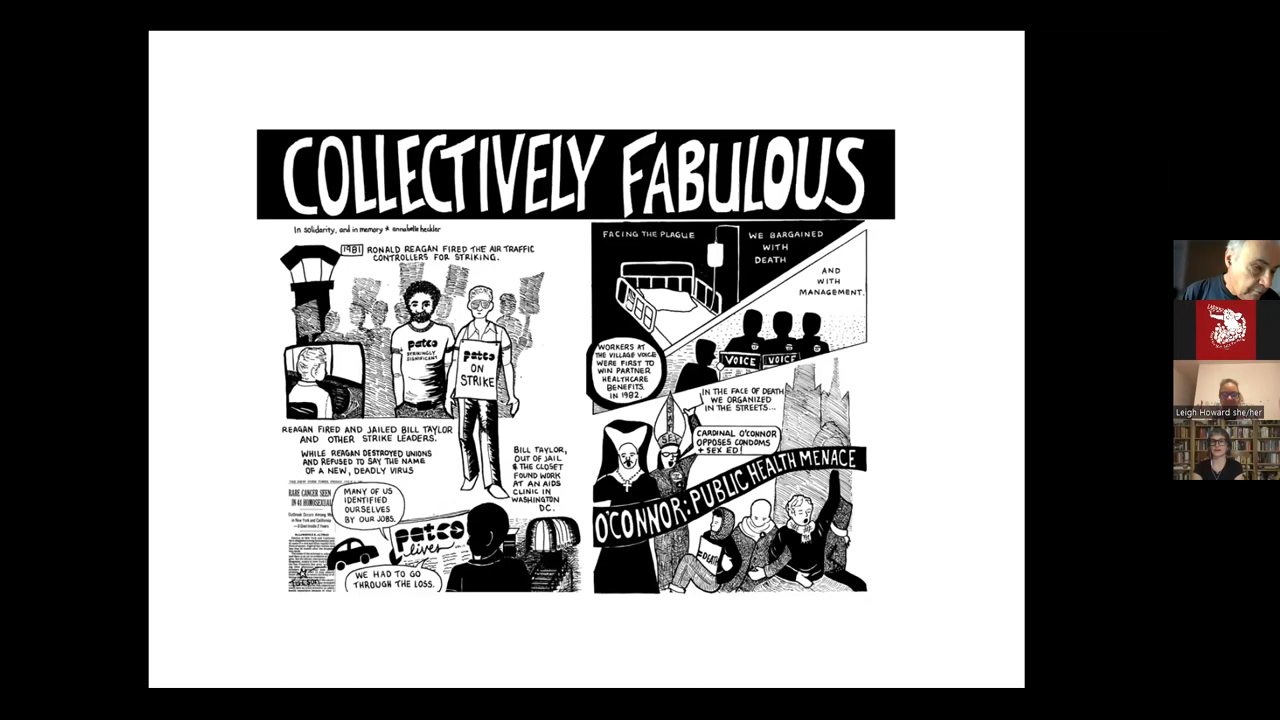 COLLECTIVELY FABULOUS
In solidarity, and in memory * annabelle heckler
1981 RONALD REAGAN FIRED THE AIR TRAFFIC
CONTROLLERS FOR STRIKING.
patco
STRIKINGLY
SIGNIFICANT
patco
ON
STRIKE
REAGAN FIRED AND JAILED BILL TAYLOR
AND OTHER STRIKE LEADERS.
WHILE REAGAN DESTROYED UNIONS
AND REFUSED TO SAY THE NAME
OF A NEW, DEADLY VIRUS
BILL TAYLOR,
OUT OF JAIL
& THE CLOSET
FOUND WORK
AT AN AIDS
CLINIC IN
WASHINGTON
D.C.
RARE CANCER SEEN
IN 41 HOMOSEXUAL
MANY OF US
IDENTIFIED
OURSELVES
BY OUR JOBS.
patco
lives
WE HAD TO GO
THROUGH THE LOSS.
FACING THE PLAGUE
WE BARGAINED
WITH
DEATH
AND
WITH
MANAGEMENT.
WORKERS AT
THE VILLAGE VOICE
WERE FIRST TO
WIN PARTNER
HEALTHCARE
BENEFITS.
IN 1982.
VOICE
VOICE
IN THE FACE OF DEATH
WE ORGANIZED
IN THE STREETS...
CARDINAL O'CONNOR
OPPOSES CONDOMS
+ SEX ED!
O'CONNOR: PUBLIC HEALTH MENACE
Leigh Howard she/her